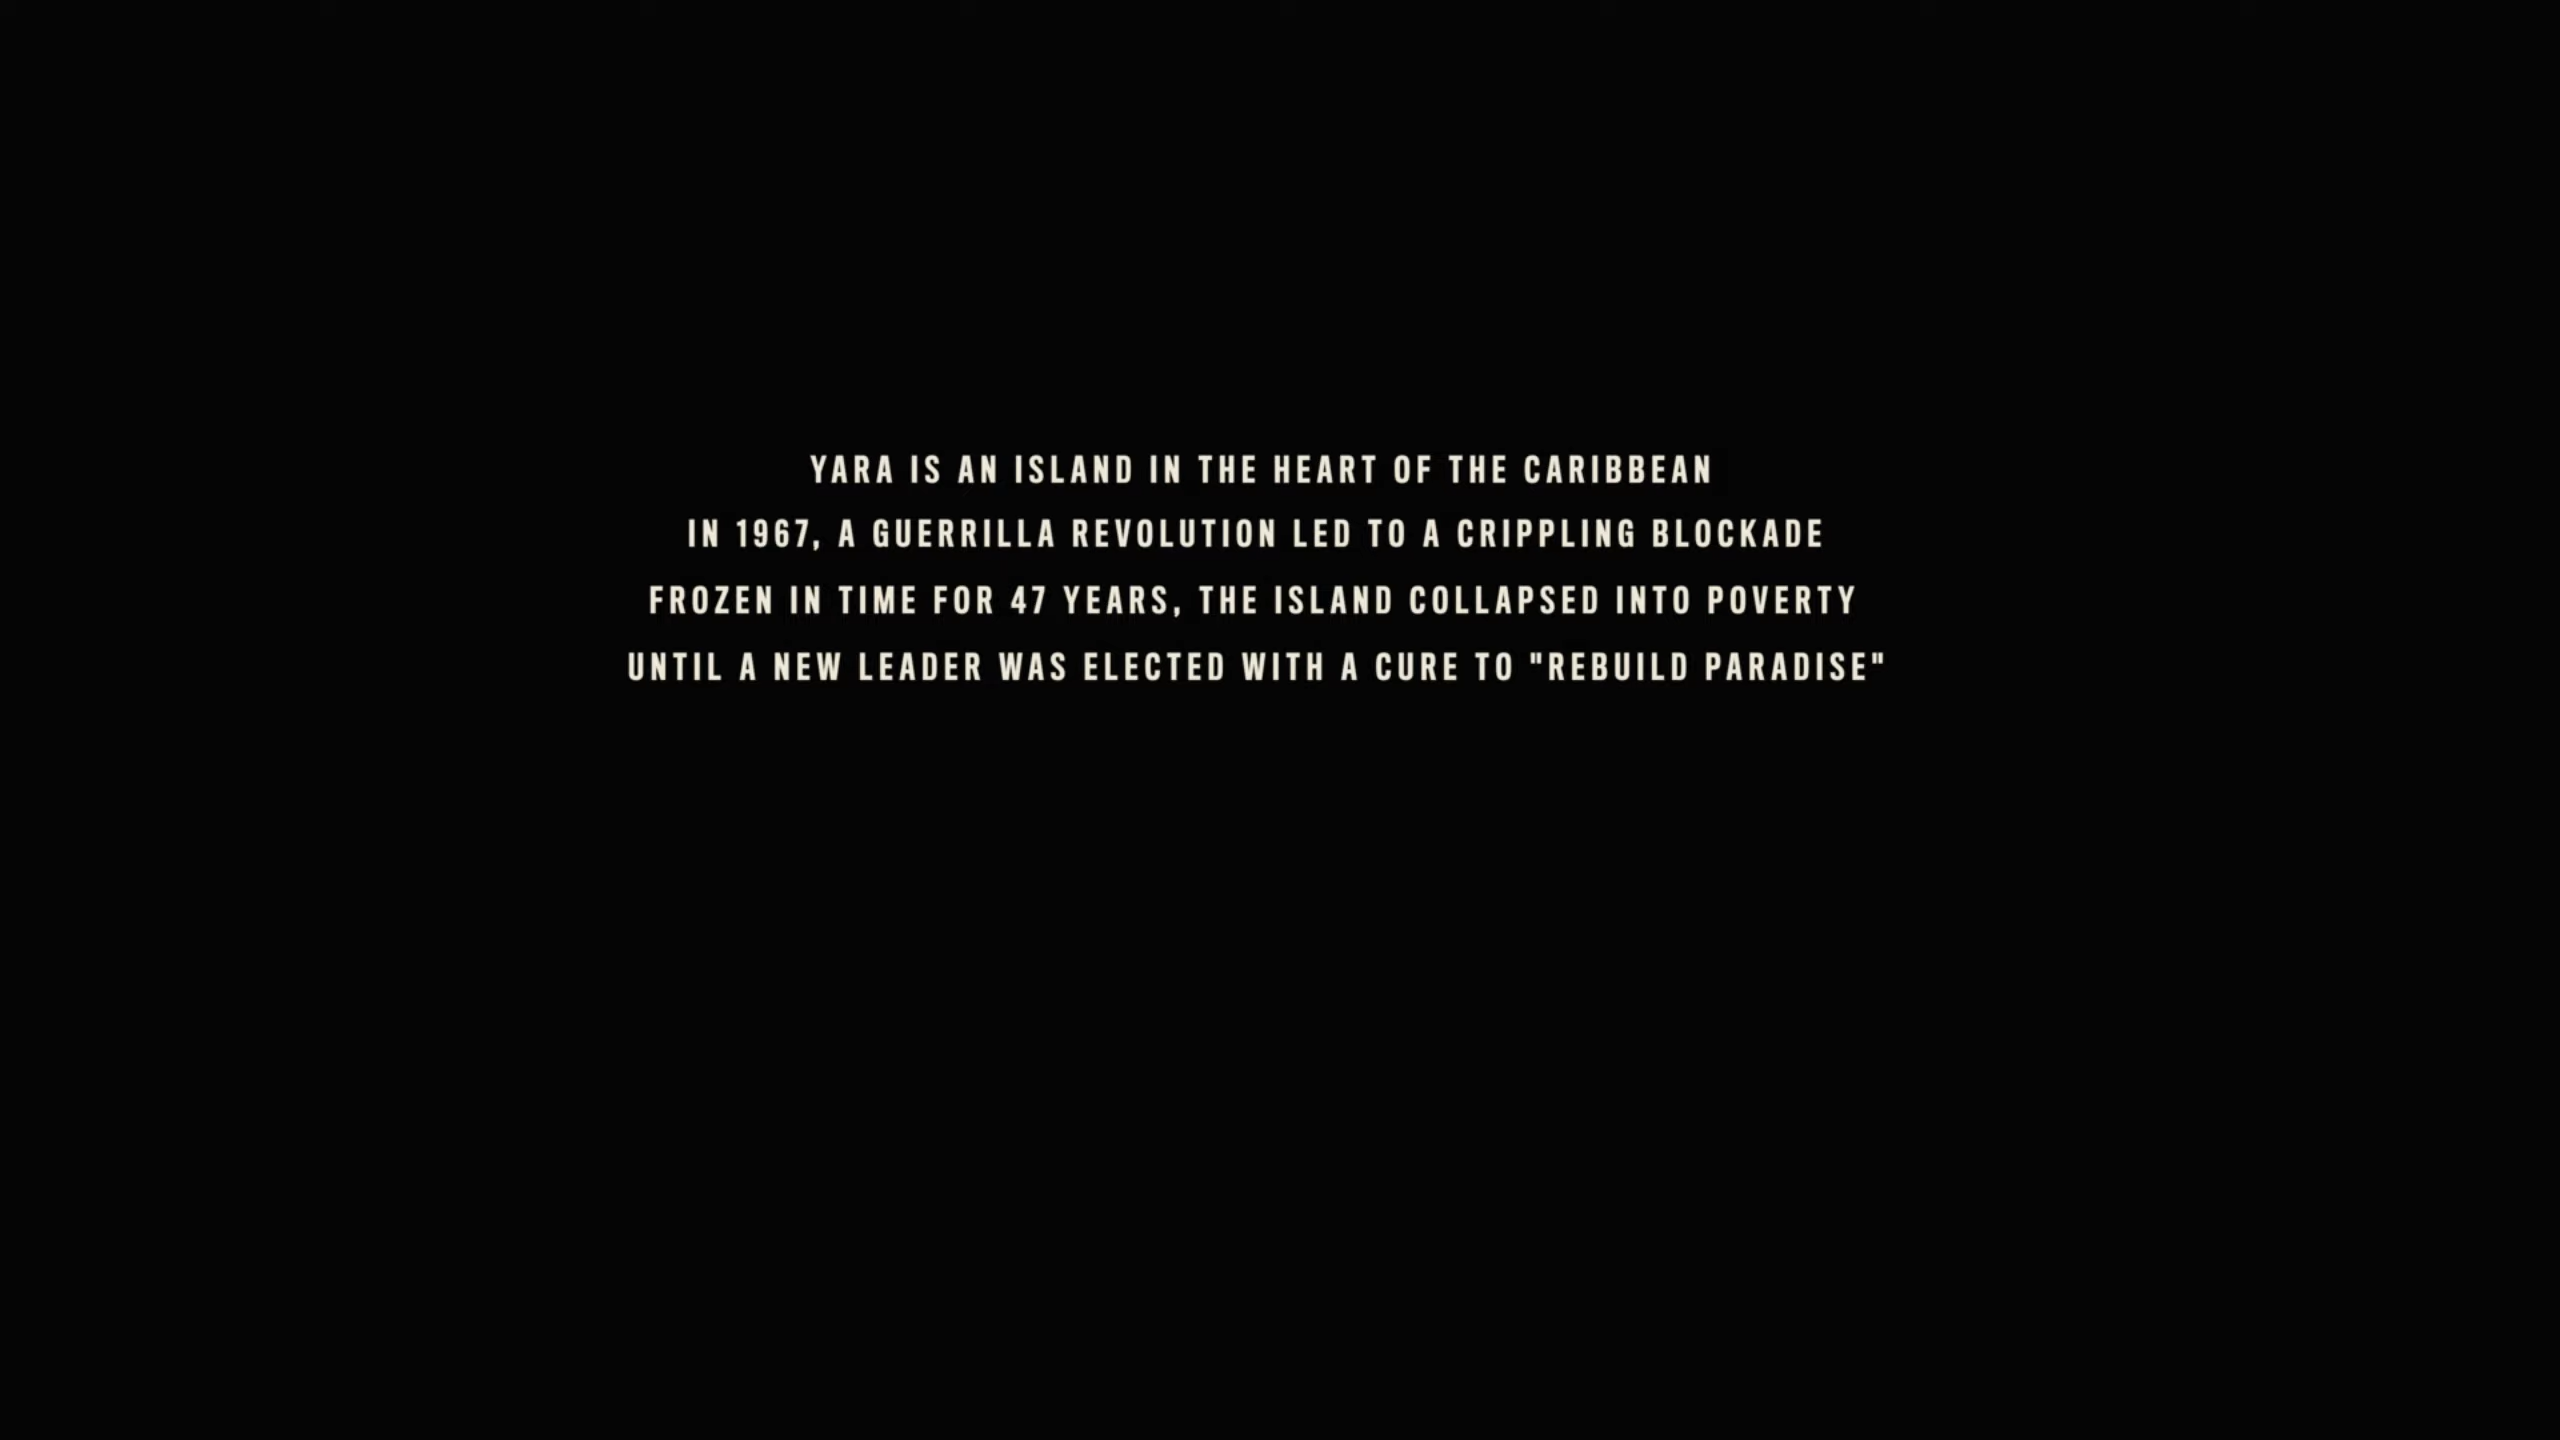 YARA IS AN ISLAND IN THE HEART OF THE CARIBBEAN
IN 1967, A GUERRILLA REVOLUTION LED TO A CRIPPLING BLOCKADE
FROZEN IN TIME FOR 47 YEARS, THE ISLAND COLLAPSED INTO POVERTY
UNTIL A NEW LEADER WAS ELECTED WITH A CURE TO "REBUILD PARADISE"